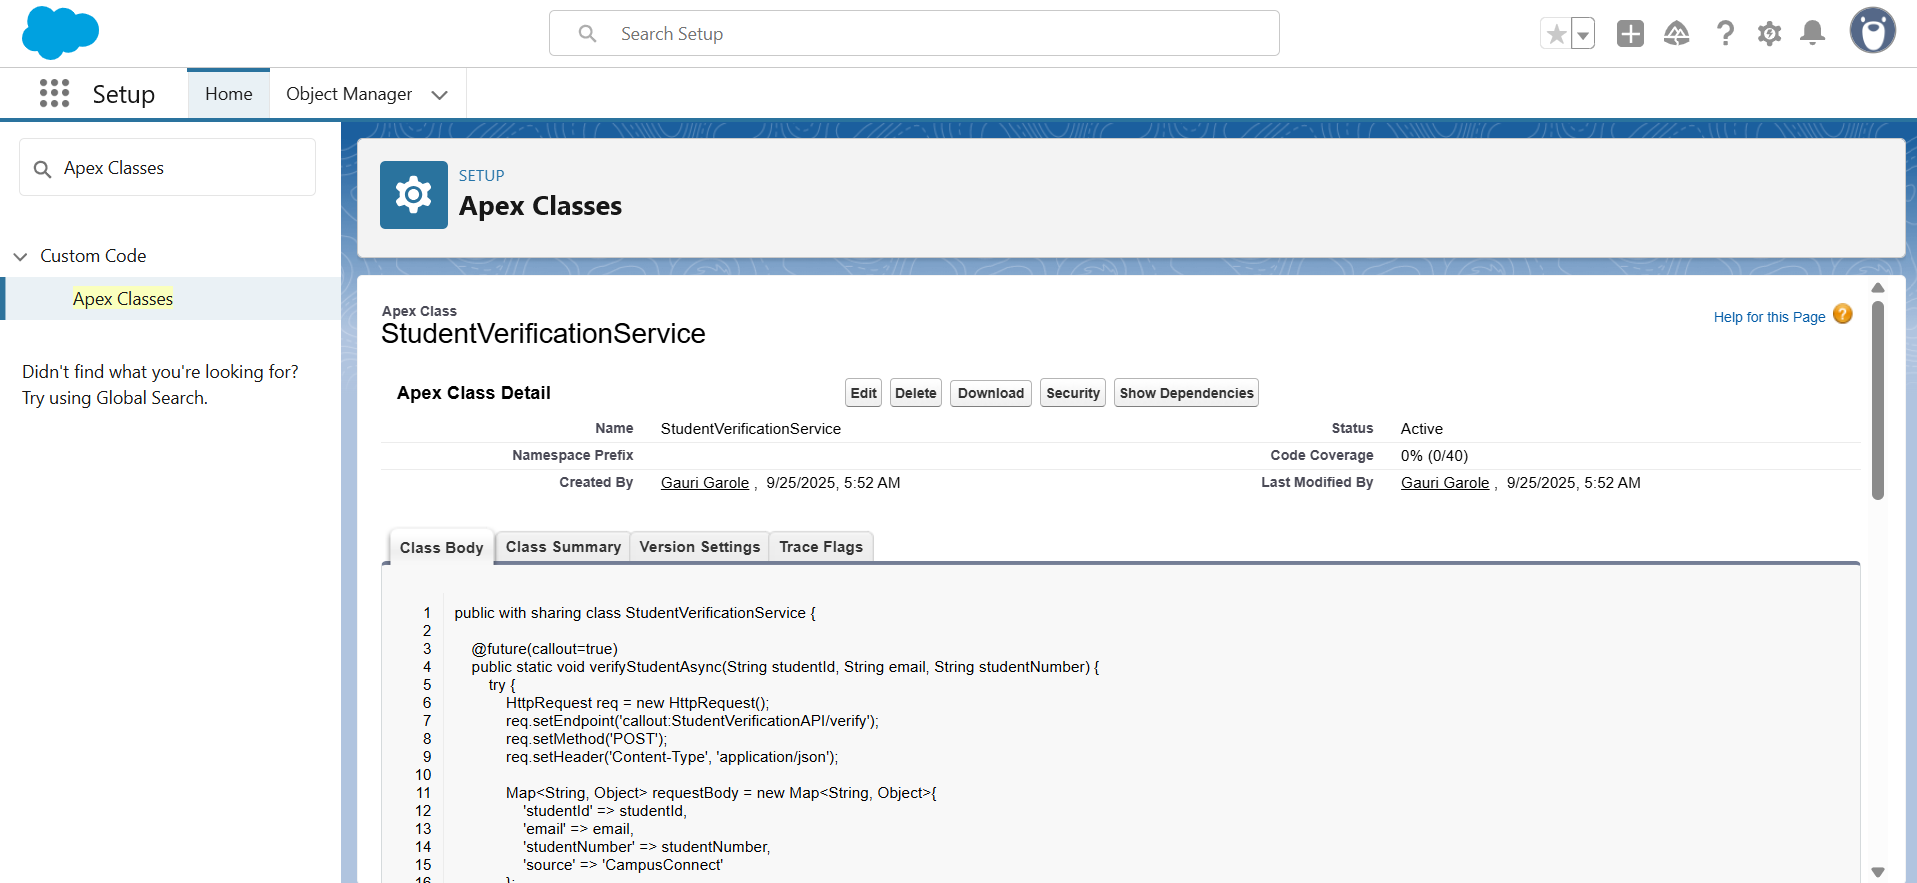 Search Setup
Setup
Home
Object Manager
Apex Classes
Custom Code
Apex Classes
Didn't find what you're looking for?
Try using Global Search.
SETUP
Apex Classes
Apex Class
StudentVerificationService
Help for this Page ?
Apex Class Detail
Edit Delete Download Security Show Dependencies
Name StudentVerificationService Status Active
Namespace Prefix Code Coverage 0% (0/40)
Created By Gauri Garole , 9/25/2025, 5:52 AM Last Modified By Gauri Garole , 9/25/2025, 5:52 AM
Class Body Class Summary Version Settings Trace Flags
1 public with sharing class StudentVerificationService {
2
3 @future(callout=true)
4 public static void verifyStudentAsync(String studentId, String email, String studentNumber) {
5 try {
6 HttpRequest req = new HttpRequest();
7 req.setEndpoint('callout:StudentVerificationAPI/verify');
8 req.setMethod('POST');
9 req.setHeader('Content-Type', 'application/json');
10
11 Map<String, Object> requestBody = new Map<String, Object>{
12 'studentId' => studentId,
13 'email' => email,
14 'studentNumber' => studentNumber,
15 'source' => 'CampusConnect'
16 };